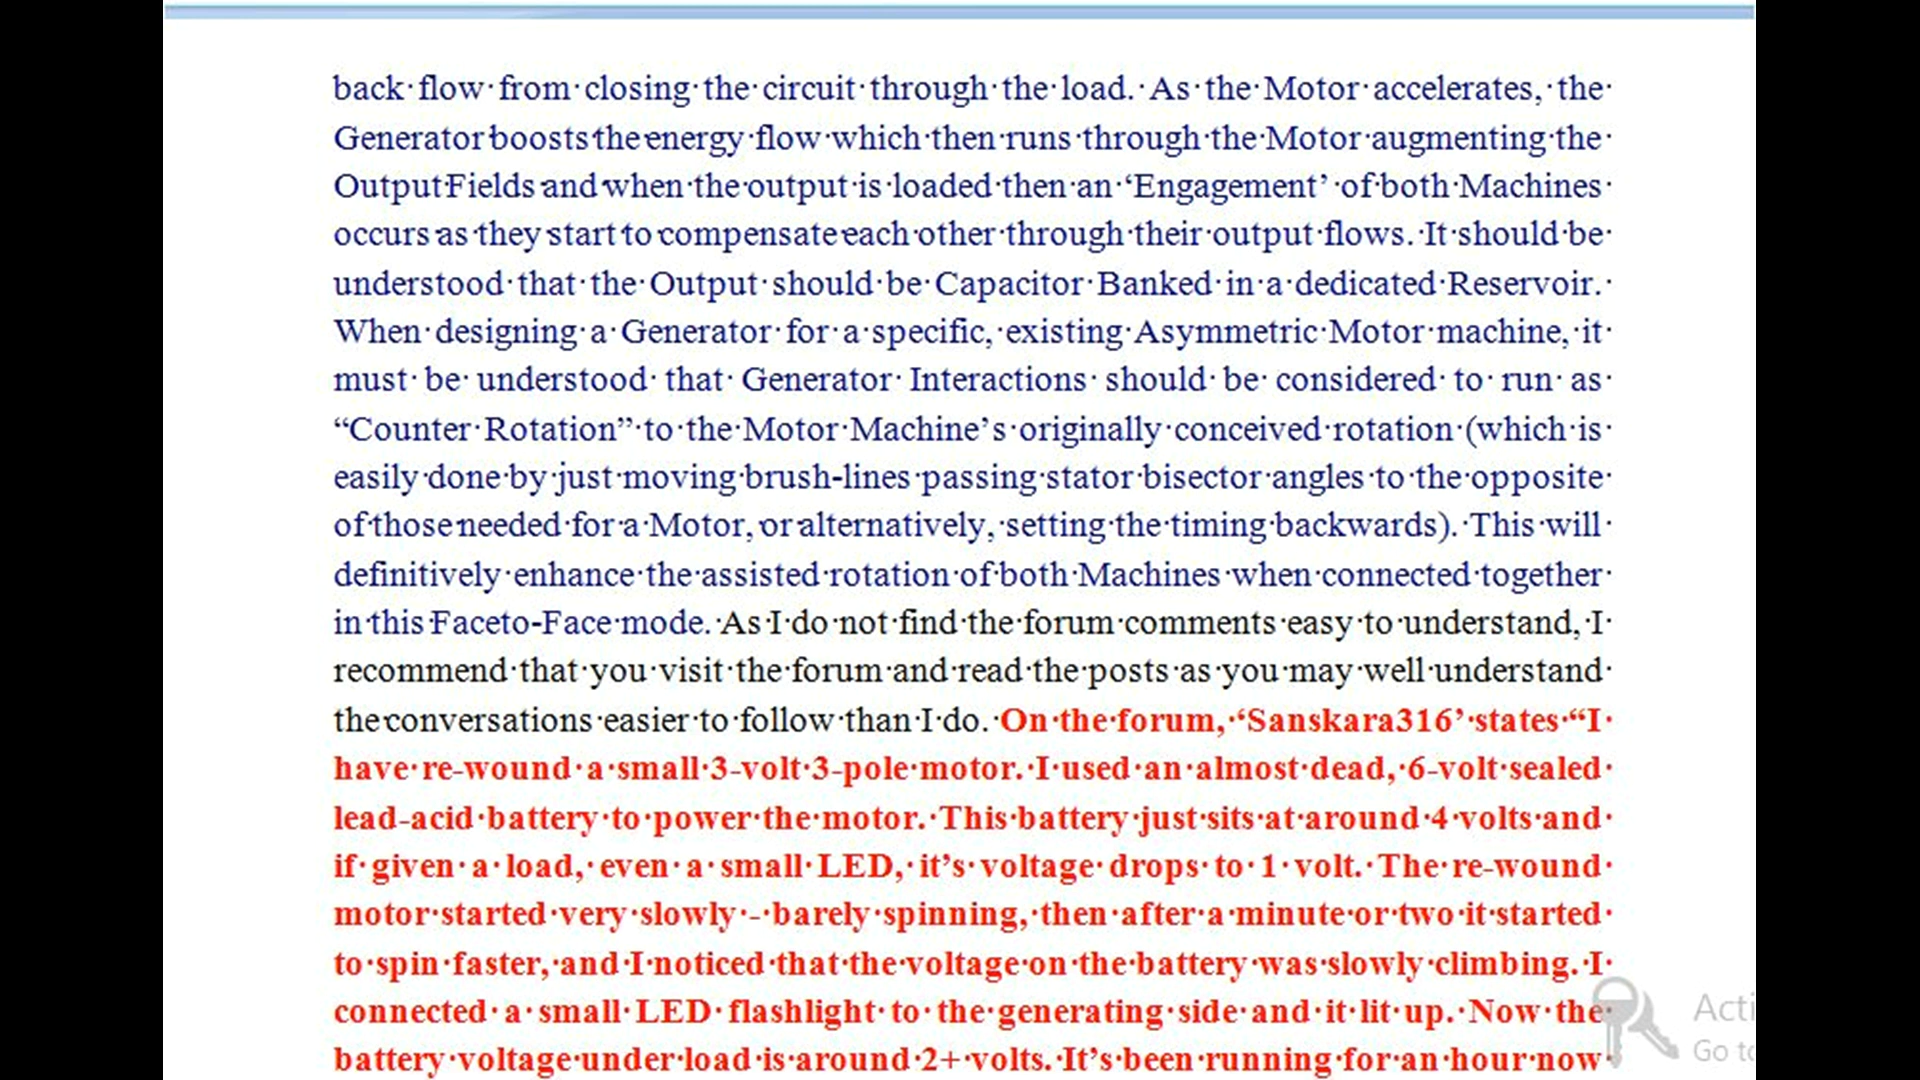 back flow from closing the circuit through the load. As the Motor accelerates, the
Generator boosts the energy flow which then runs through the Motor augmenting the
Output Fields and when the output is loaded then an ‘Engagement’ of both Machines
occurs as they start to compensate each other through their output flows. It should be
understood that the Output should be Capacitor Banked in a dedicated Reservoir.
When designing a Generator for a specific, existing Asymmetric Motor machine, it
must be understood that Generator Interactions should be considered to run as
“Counter Rotation” to the Motor Machine’s originally conceived rotation (which is
easily done by just moving brush-lines passing stator bisector angles to the opposite
of those needed for a Motor, or alternatively, setting the timing backwards). This will
definitively enhance the assisted rotation of both Machines when connected together
in this Faceto-Face mode. As I do not find the forum comments easy to understand, I
recommend that you visit the forum and read the posts as you may well understand
the conversations easier to follow than I do. On the forum, ‘Sanskara316’ states “I
have re-wound a small 3-volt 3-pole motor. I used an almost dead, 6-volt sealed
lead-acid battery to power the motor. This battery just sits at around 4 volts and
if given a load, even a small LED, it’s voltage drops to 1 volt. The re-wound
motor started very slowly - barely spinning, then after a minute or two it started
to spin faster, and I noticed that the voltage on the battery was slowly climbing. I
connected a small LED flashlight to the generating side and it lit up. Now the
battery voltage under load is around 2+ volts. It’s been running for an hour now
Acti
Go to